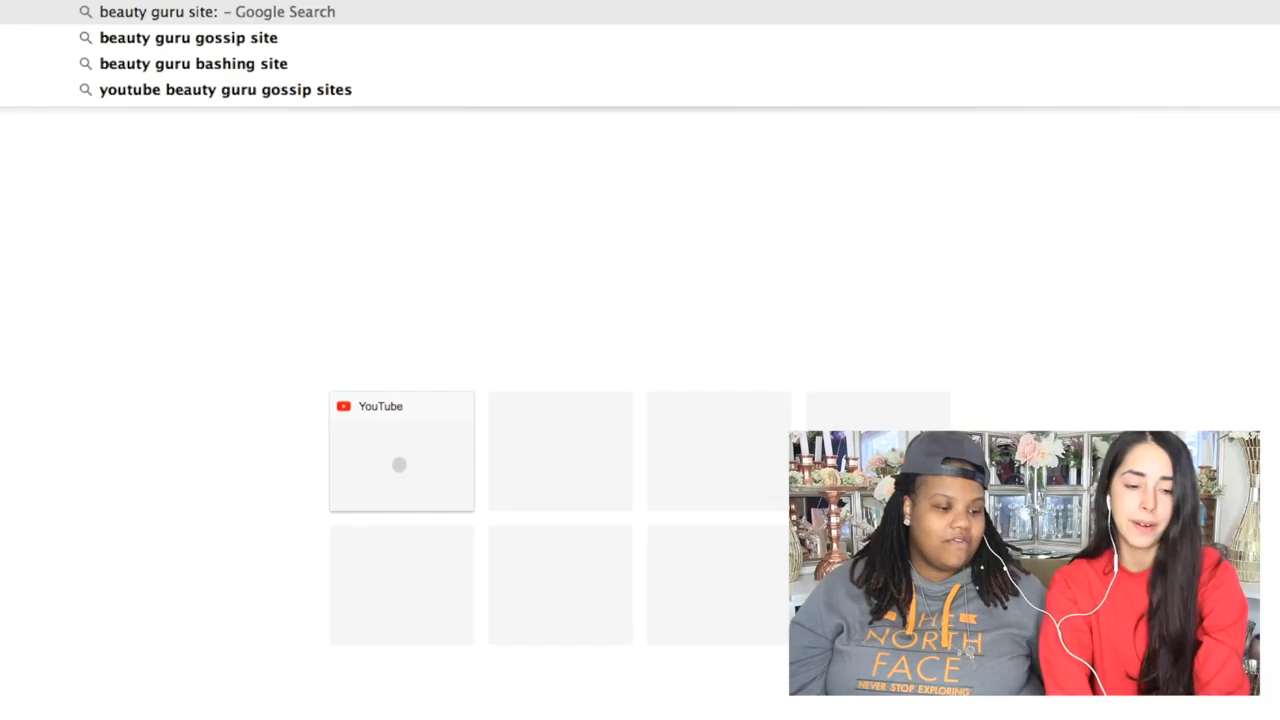 beauty guru site: – Google Search
beauty guru gossip site
beauty guru bashing site
youtube beauty guru gossip sites
YouTube
THE
NORTH
FACE
NEVER STOP EXPLORING